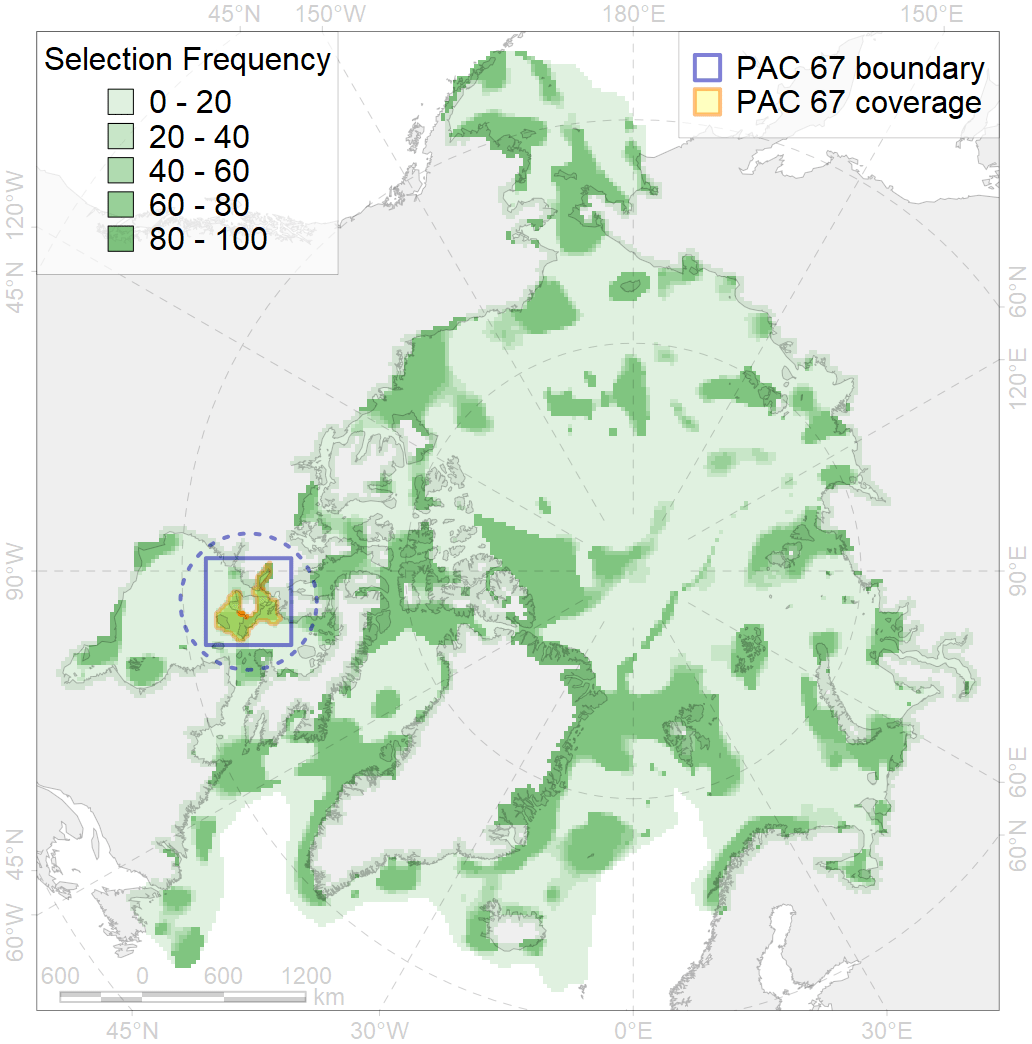 45°N 150°W 180°E 150°E
Selection Frequency
0 - 20
20 - 40
40 - 60
60 - 80
80 - 100
PAC 67 boundary
PAC 67 coverage
120°W
45°N
90°W
45°N
60°W
60°N
120°E
90°E
60°E
60°N
600 0 600 1200
km
45°N 30°W 0°E 30°E